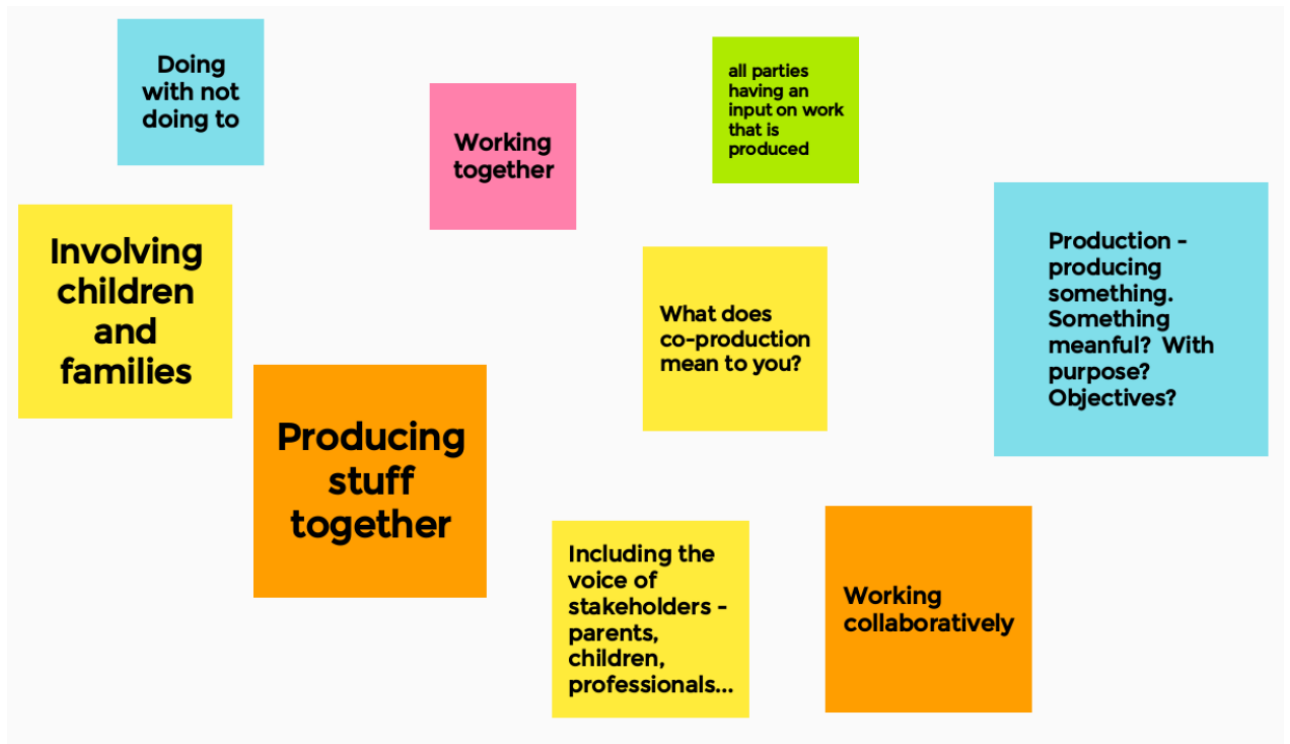 Doing
with not
doing to
Working
together
all parties
having an
input on work
that is
produced
Involving
children
and
families
Production -
producing
something.
Something
meanful?  With
purpose?
Objectives?
What does
co-production
mean to you?
Producing
stuff
together
Including the
voice of
stakeholders -
parents,
children,
professionals...
Working
collaboratively